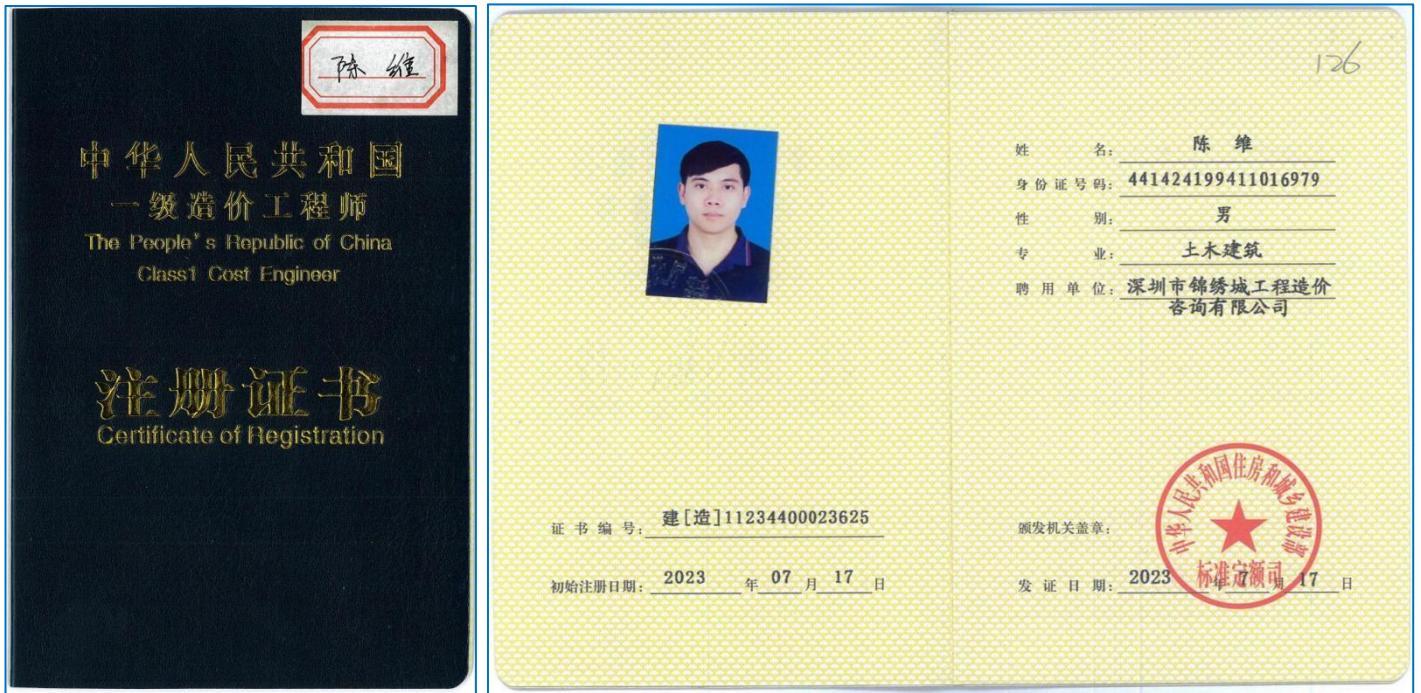 陈 维
中华人民共和国
一级造价工程师
The People's Republic of China
Class1 Cost Engineer
注册证书
Certificate of Registration
126
姓 名: 陈 维
身份证号码: 441424199411016979
性 别: 男
专 业: 土木建筑
聘用单位: 深圳市锦绣城工程造价
咨询有限公司
证书编号: 建[造]11234400023625
初始注册日期: 2023 年 07 月 17 日
颁发机关盖章:
中华人民共和国住房和城乡建设部
标准定额司
发证日期: 2023 年 7 月 17 日